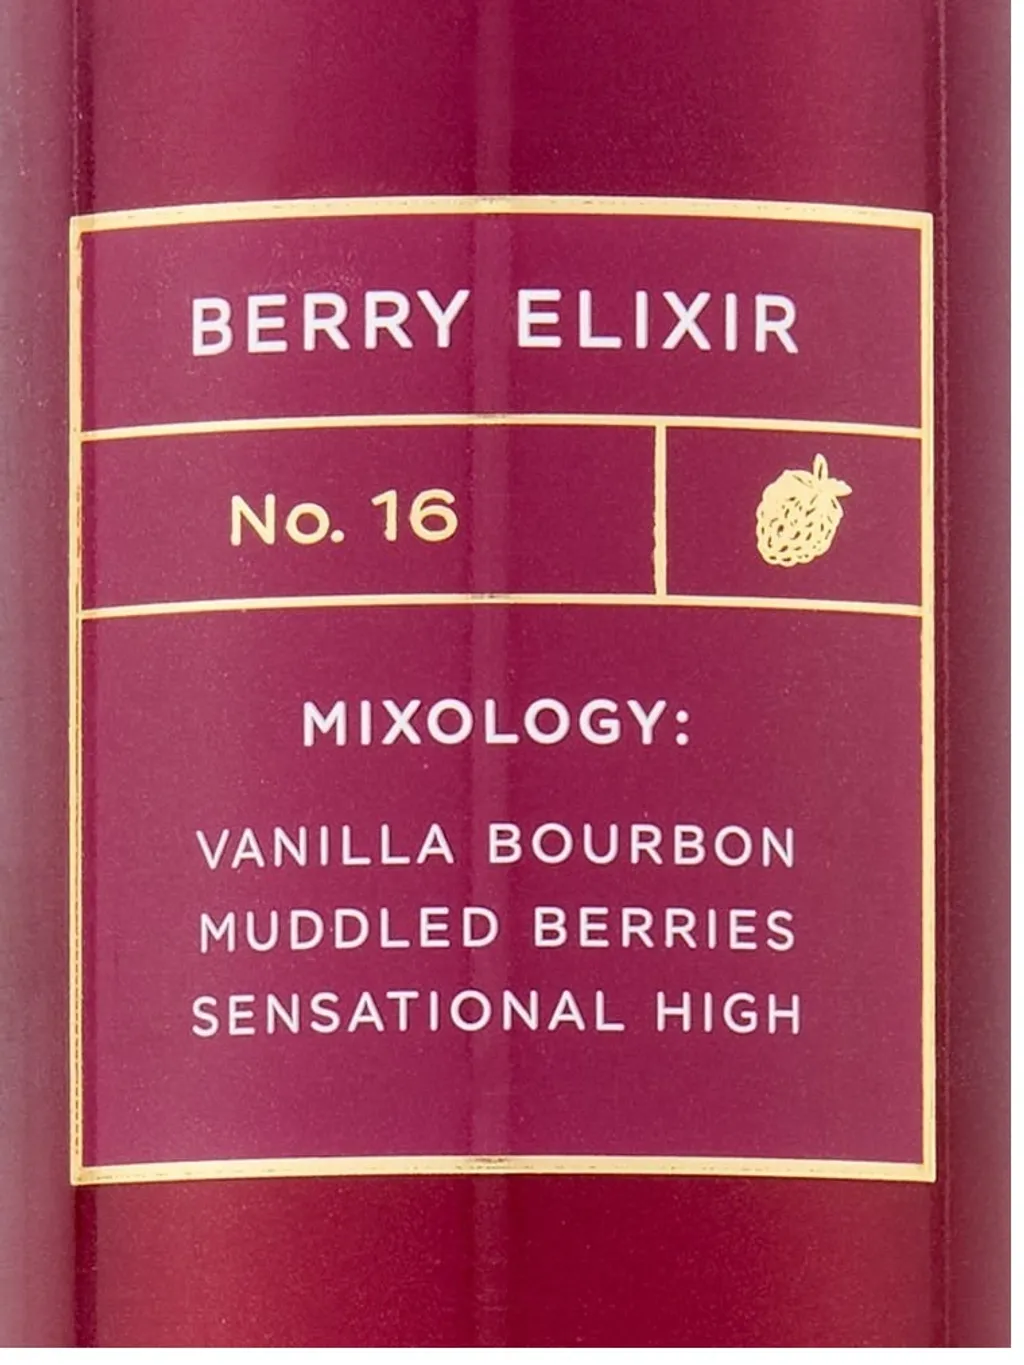 BERRY ELIXIR
No. 16
MIXOLOGY:
VANILLA BOURBON
MUDDLED BERRIES
SENSATIONAL HIGH